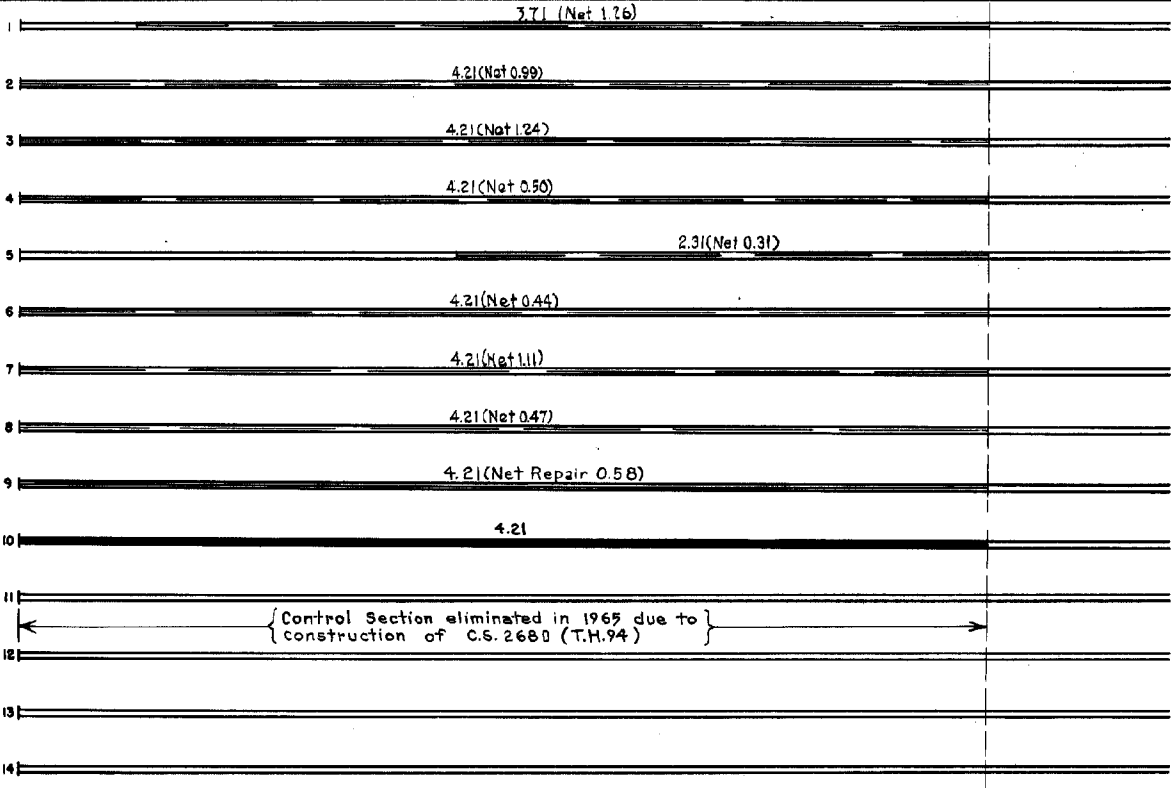 3.71 (Net 1.26)
1
4.21(Net 0.99)
2
4.21(Net 1.24)
3
4.21(Net 0.50)
4
2.31(Net 0.31)
5
4.21(Net 0.44)
6
4.21(Net 1.11)
7
4.21(Net 0.47)
8
4.21(Net Repair 0.58)
9
4.21
10
11
Control Section eliminated in 1965 due to
construction of C.S. 2680 (T.H.94)
12
13
14